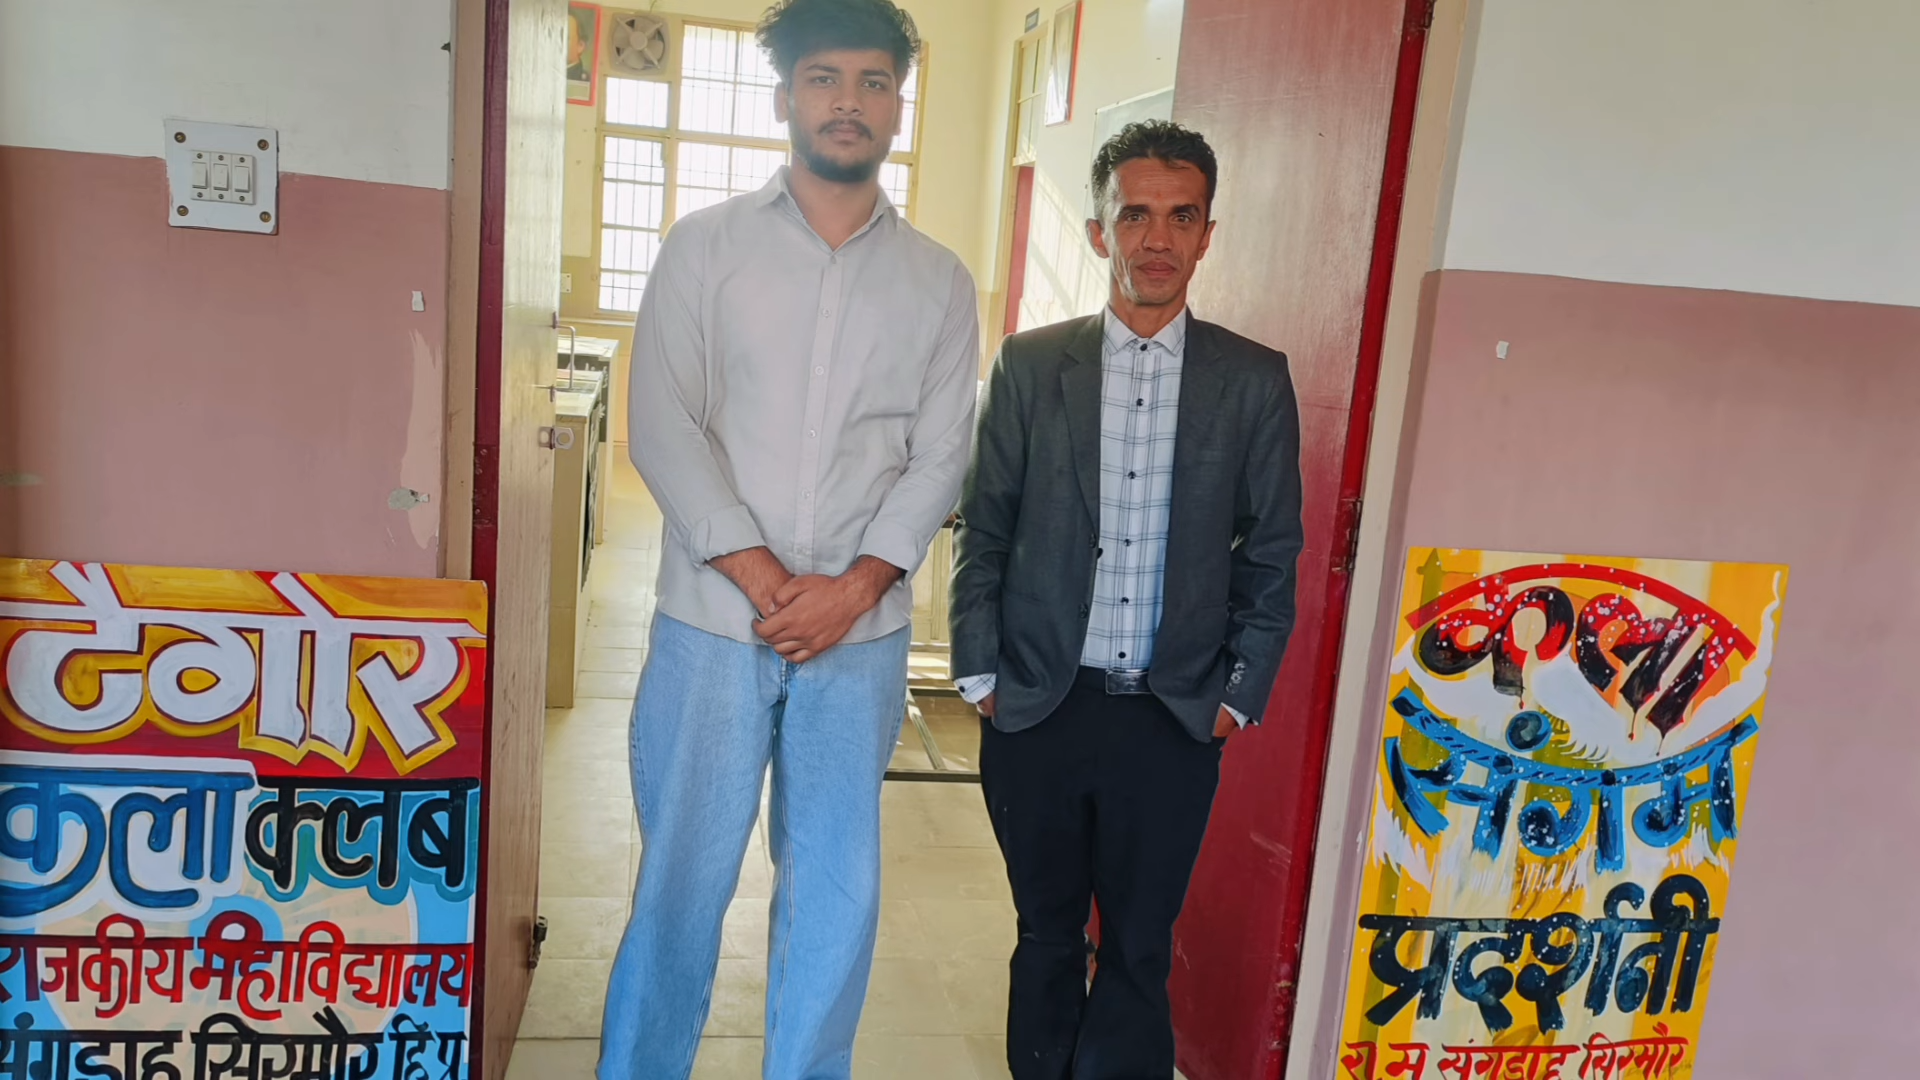 टैगोर
कला क्लब
राजकीय महाविद्यालय
संगडाह सिरमौर हि.प्र
कला
संगम
प्रदर्शनी
रा.म संगडाह सिरमौर